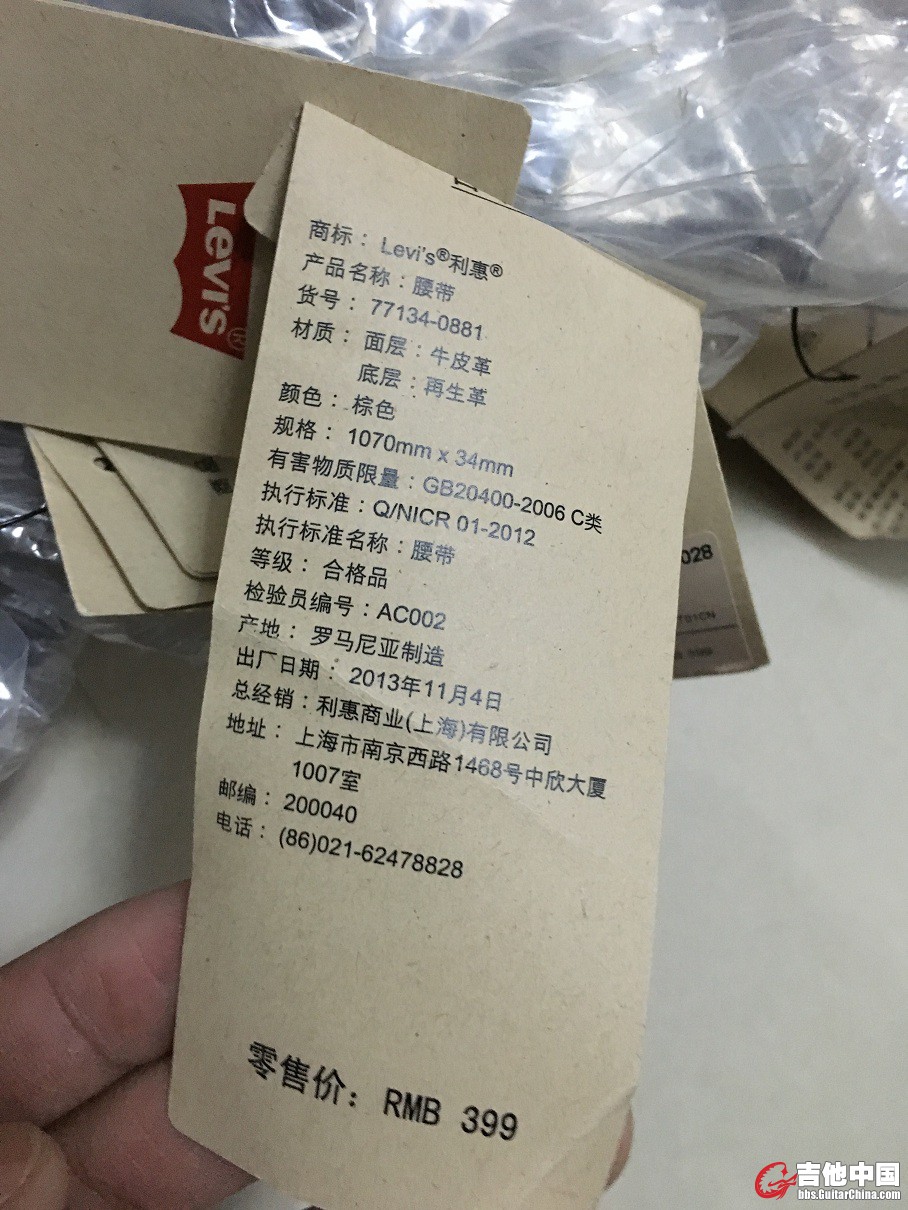 LEVI'S®
商标： Levi's®利惠®
产品名称：腰带
货号： 77134-0881
材质： 面层：牛皮革
底层：再生革
颜色： 棕色
规格： 1070mm x 34mm
有害物质限量：GB20400-2006 C类
执行标准：Q/NICR 01-2012
执行标准名称：腰带
等级： 合格品
检验员编号：AC002
产地： 罗马尼亚制造
出厂日期： 2013年11月4日
总经销：利惠商业(上海)有限公司
地址： 上海市南京西路1468号中欣大厦
1007室
邮编： 200040
电话： (86)021-62478828
零售价： RMB 399
028
吉他中国
bbs.GuitarChina.com